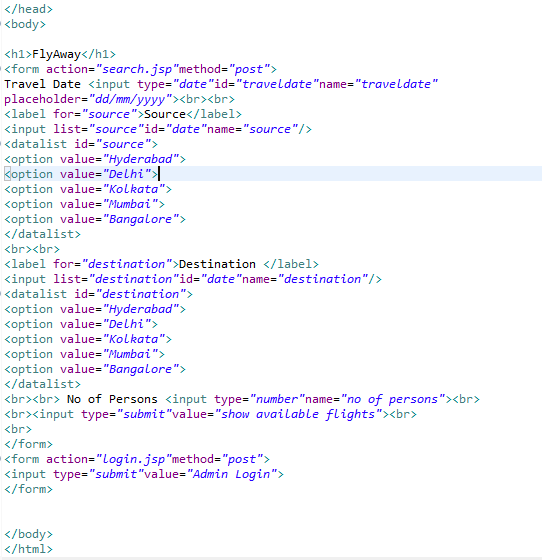 </head>
<body>
<h1>FlyAway</h1>
<form action="search.jsp"method="post">
Travel Date <input type="date"id="traveldate"name="traveldate"
placeholder="dd/mm/yyyy"><br><br>
<label for="source">Source</label>
<input list="source"id="date"name="source"/>
<datalist id="source">
<option value="Hyderabad">
<option value="Delhi">
<option value="Kolkata">
<option value="Mumbai">
<option value="Bangalore">
</datalist>
<br><br>
<label for="destination">Destination </label>
<input list="destination"id="date"name="destination"/>
<datalist id="destination">
<option value="Hyderabad">
<option value="Delhi">
<option value="Kolkata">
<option value="Mumbai">
<option value="Bangalore">
</datalist>
<br><br> No of Persons <input type="number"name="no of persons"><br>
<br><input type="submit"value="show available flights"><br>
<br>
</form>
<form action="login.jsp"method="post">
<input type="submit"value="Admin Login">
</form>
</body>
</html>